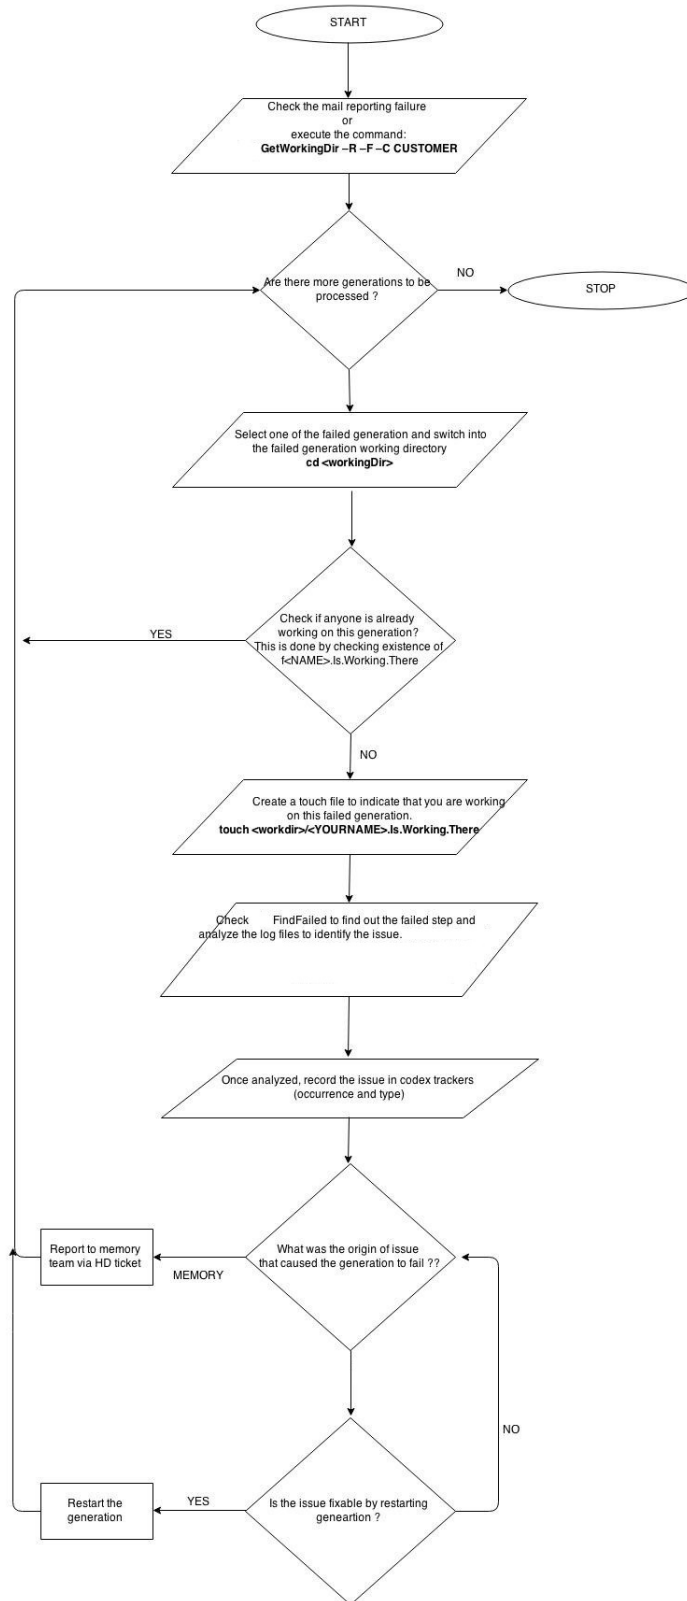 START
Check the mail reporting failure
or
execute the command:
GetWorkingDir –R –F –C CUSTOMER
Are there more generations to be
processed ?
NO
STOP
Select one of the failed generation and switch into
the failed generation working directory
cd <workingDir>
Check if anyone is already
working on this generation?
This is done by checking existence of
f<NAME>.Is.Working.There
YES
NO
Create a touch file to indicate that you are working
on this failed generation.
touch <workdir>/<YOURNAME>.Is.Working.There
Check FindFailed to find out the failed step and
analyze the log files to identify the issue.
Once analyzed, record the issue in codex trackers
(occurrence and type)
What was the origin of issue
that caused the generation to fail ??
MEMORY
Report to memory
team via HD ticket
NO
Is the issue fixable by restarting
geneartion ?
YES
Restart the
generation